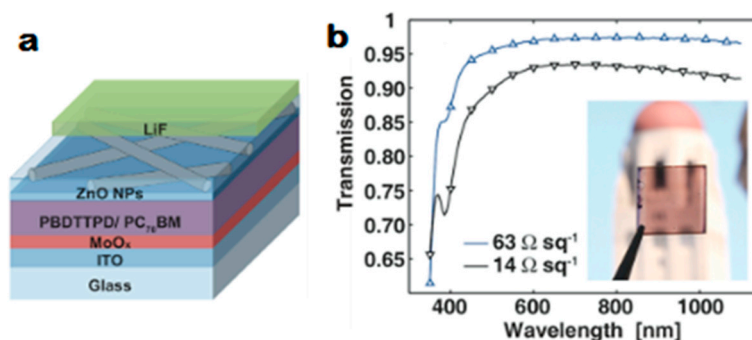 a
LiF
ZnO NPs
PBDTTPD/ PC₇₀BM
MoOₓ
ITO
Glass
b
Transmission
1
0.95
0.90
0.85
0.80
0.75
0.70
0.65
63 Ω sq⁻¹
14 Ω sq⁻¹
400 600 800 1000
Wavelength [nm]